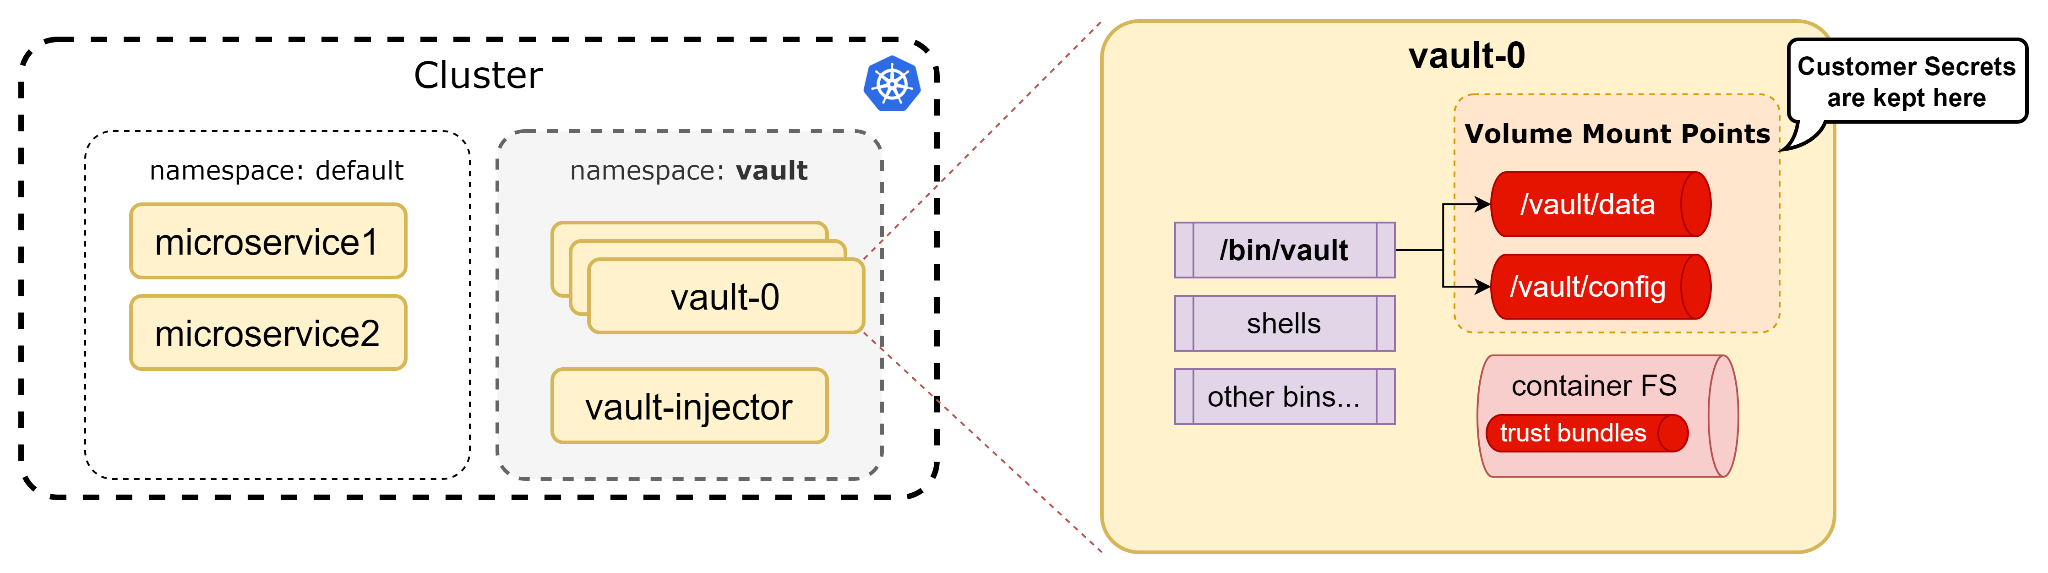 Cluster
namespace: default
microservice1
microservice2
namespace: vault
vault-0
vault-injector
vault-0
Customer Secrets
are kept here
Volume Mount Points
/vault/data
/vault/config
/bin/vault
shells
other bins...
container FS
trust bundles